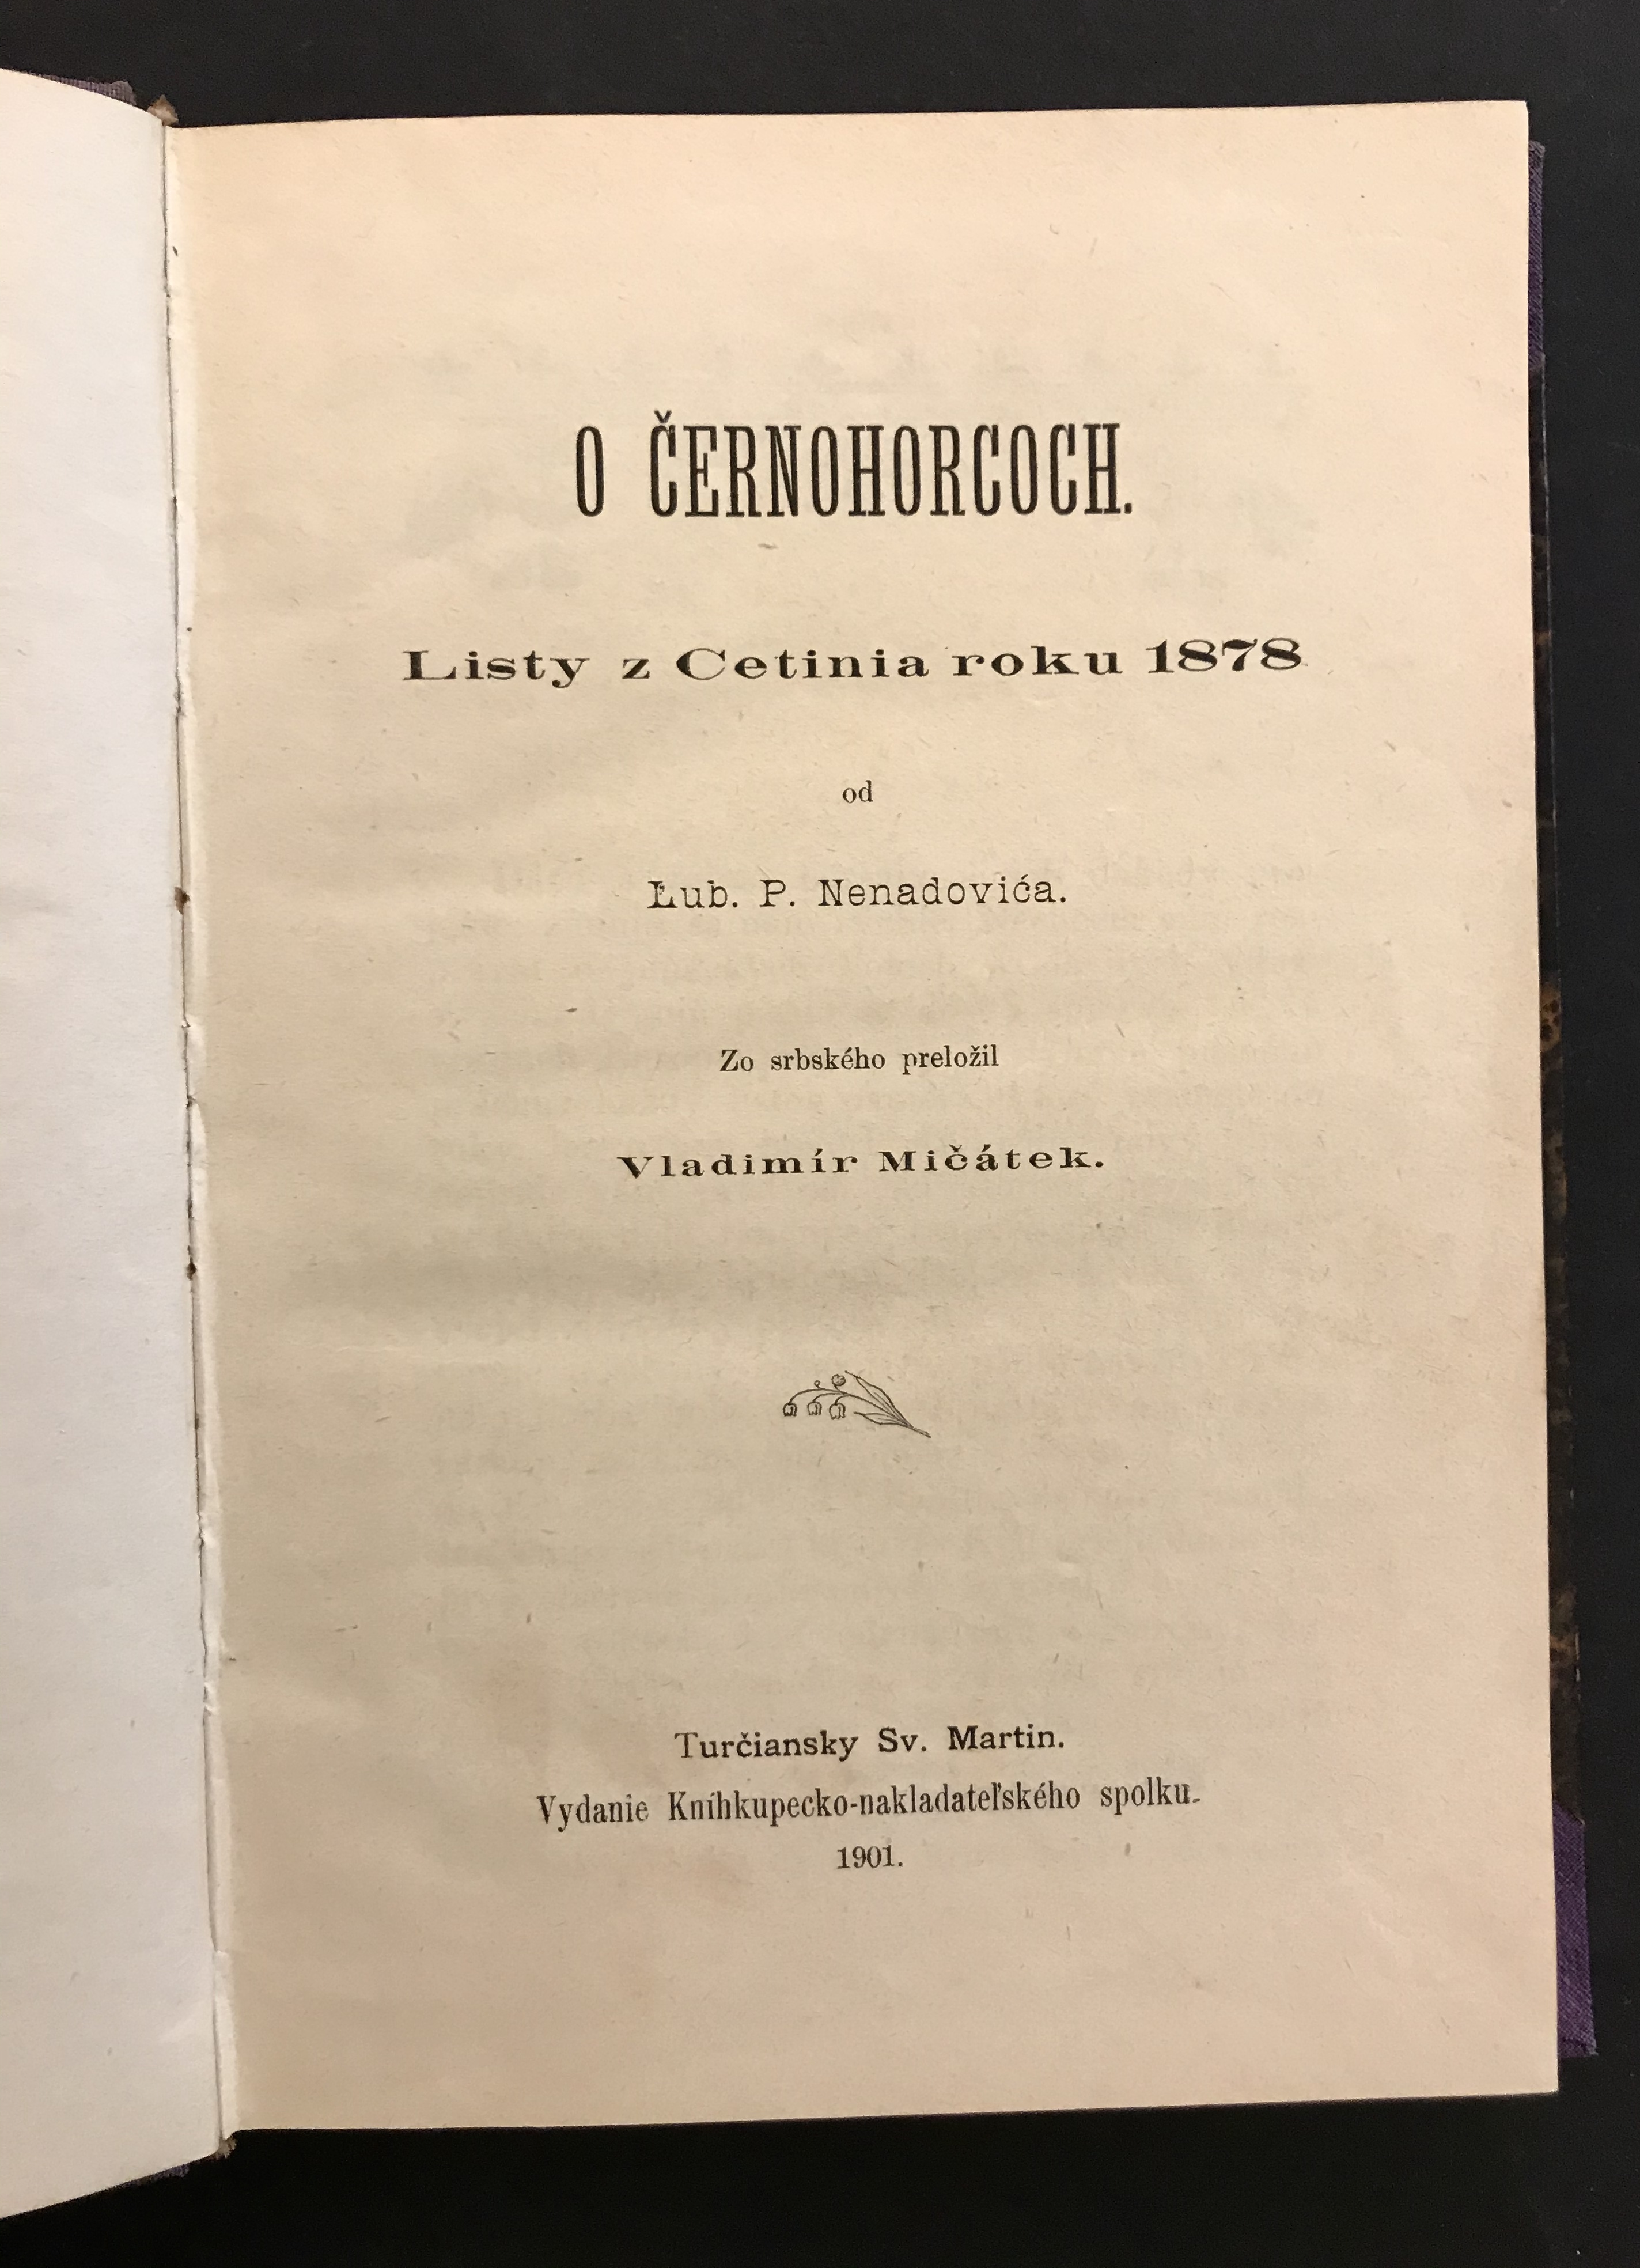 O ČERNOHORCOCH.
Listy z Cetinia roku 1878
od
Ľub. P. Nenadovića.
Zo srbského preložil
Vladimír Mičátek.
Turčiansky Sv. Martin.
Vydanie Kníhkupecko-nakladateľského spolku.
1901.